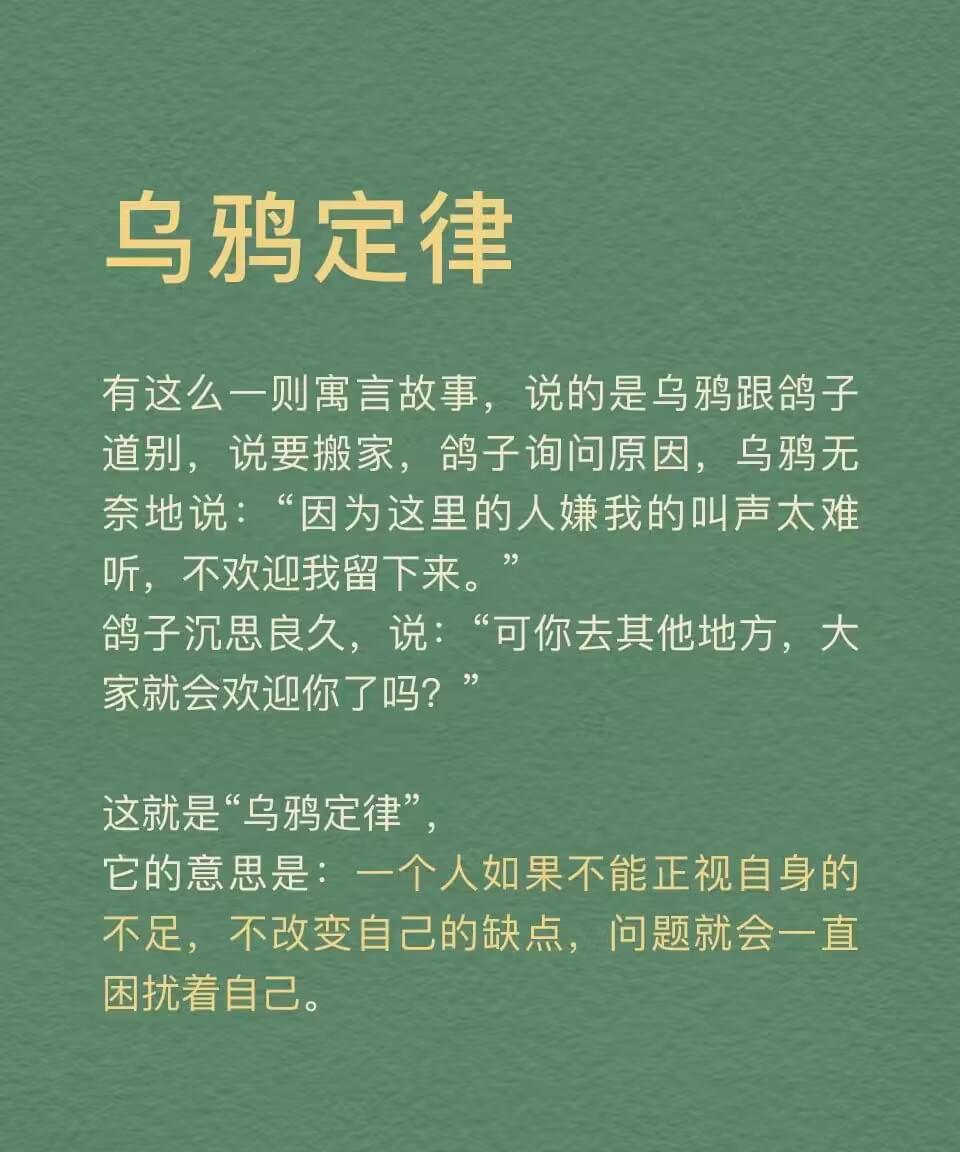 乌鸦定律
有这么一则寓言故事，说的是乌鸦跟鸽子
道别，说要搬家，鸽子询问原因，乌鸦无
奈地说：“因为这里的人嫌我的叫声太难
听，不欢迎我留下来。”
鸽子沉思良久，说：“可你去其他地方，大
家就会欢迎你了吗？”
这就是“乌鸦定律”，
它的意思是：一个人如果不能正视自身的
不足，不改变自己的缺点，问题就会一直
困扰着自己。